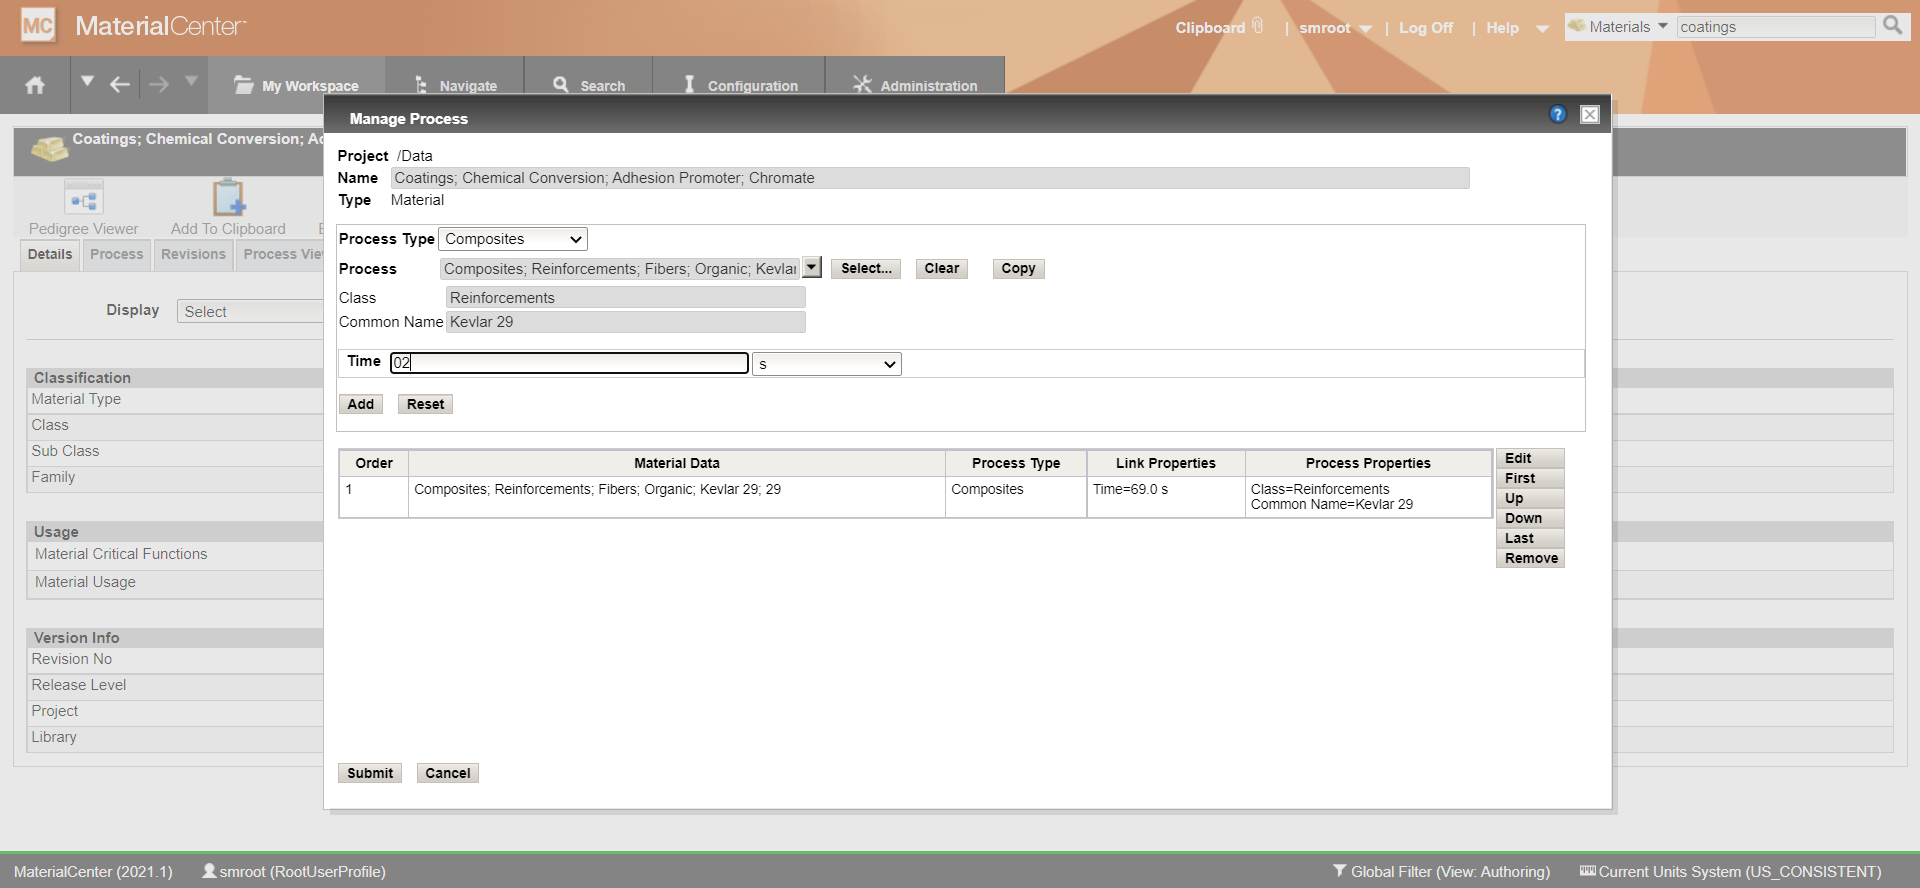 MC MaterialCenter
Clipboard | smroot | Log Off | Help Materials coatings
My Workspace Navigate Search Configuration Administration
Coatings; Chemical Conversion; Ad
Pedigree Viewer Add To Clipboard
Details Process Revisions Process Vie
Display Select
Classification
Material Type
Class
Sub Class
Family
Usage
Material Critical Functions
Material Usage
Version Info
Revision No
Release Level
Project
Library
Manage Process ?
Project /Data
Name Coatings; Chemical Conversion; Adhesion Promoter; Chromate
Type Material
Process Type Composites
Process Composites; Reinforcements; Fibers; Organic; Kevlar Select... Clear Copy
Class Reinforcements
Common Name Kevlar 29
Time 02 s
Add Reset
Order Material Data Process Type Link Properties Process Properties
1 Composites; Reinforcements; Fibers; Organic; Kevlar 29; 29 Composites Time=69.0 s Class=Reinforcements
Common Name=Kevlar 29
Edit
First
Up
Down
Last
Remove
Submit Cancel
MaterialCenter (2021.1) smroot (RootUserProfile) Global Filter (View: Authoring) Current Units System (US_CONSISTENT)